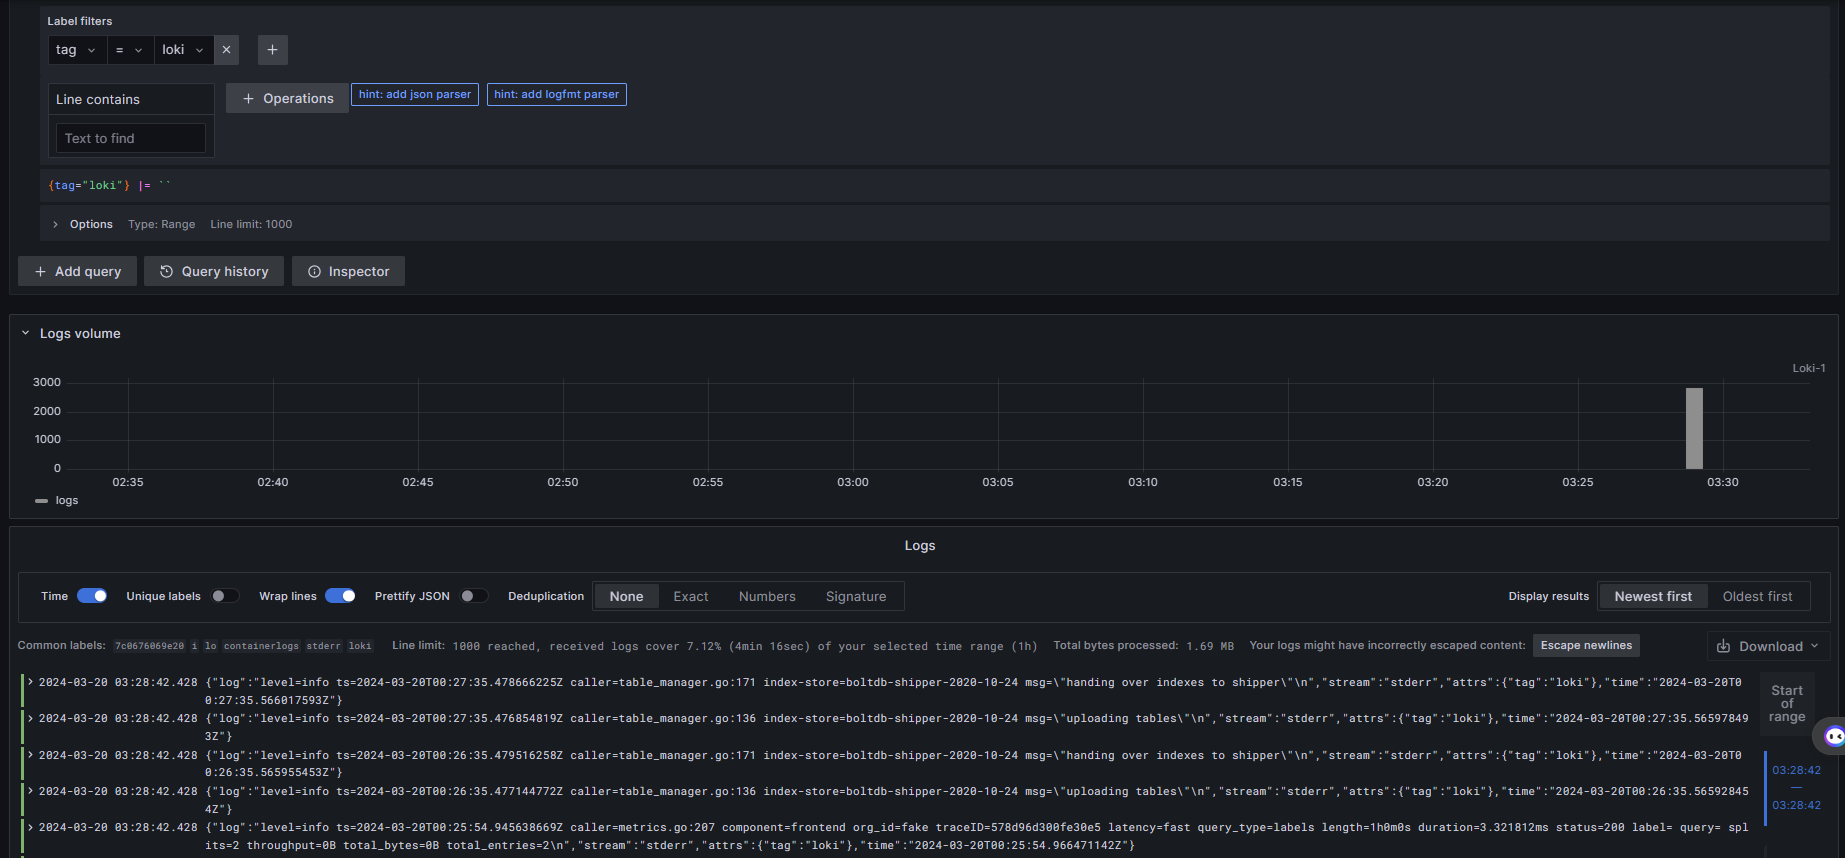 Label filters
tag = loki
Line contains
Operations
hint: add json parser
hint: add logfmt parser
Text to find
{tag="loki"} |= ``
Options Type: Range Line limit: 1000
Add query
Query history
Inspector
Logs volume
Loki-1
3000
2000
1000
0
02:35 02:40 02:45 02:50 02:55 03:00 03:05 03:10 03:15 03:20 03:25 03:30
logs
Logs
Time Unique labels Wrap lines Prettify JSON Deduplication None Exact Numbers Signature Display results Newest first Oldest first
Common labels: 7c0676069e20 i lo containerlogs stderr loki Line limit: 1000 reached, received logs cover 7.12% (4min 16sec) of your selected time range (1h) Total bytes processed: 1.69 MB Your logs might have incorrectly escaped content: Escape newlines Download
2024-03-20 03:28:42.428 {"log":"level=info ts=2024-03-20T00:27:35.478666225Z caller=table_manager.go:171 index-store=boltdb-shipper-2020-10-24 msg=\"handing over indexes to shipper\"\n","stream":"stderr","attrs":{"tag":"loki"},"time":"2024-03-20T0
0:27:35.566017593Z"}
2024-03-20 03:28:42.428 {"log":"level=info ts=2024-03-20T00:27:35.476854819Z caller=table_manager.go:136 index-store=boltdb-shipper-2020-10-24 msg=\"uploading tables\"\n","stream":"stderr","attrs":{"tag":"loki"},"time":"2024-03-20T00:27:35.56597849
3Z"}
2024-03-20 03:28:42.428 {"log":"level=info ts=2024-03-20T00:26:35.479516258Z caller=table_manager.go:171 index-store=boltdb-shipper-2020-10-24 msg=\"handing over indexes to shipper\"\n","stream":"stderr","attrs":{"tag":"loki"},"time":"2024-03-20T0
0:26:35.565955453Z"}
2024-03-20 03:28:42.428 {"log":"level=info ts=2024-03-20T00:26:35.477144772Z caller=table_manager.go:136 index-store=boltdb-shipper-2020-10-24 msg=\"uploading tables\"\n","stream":"stderr","attrs":{"tag":"loki"},"time":"2024-03-20T00:26:35.56592845
4Z"}
2024-03-20 03:28:42.428 {"log":"level=info ts=2024-03-20T00:25:54.945638669Z caller=metrics.go:207 component=frontend org_id=fake traceID=578d96d300fe30e5 latency=fast query_type=labels length=1h0m0s duration=3.321812ms status=200 label= query= spl
its=2 throughput=0B total_bytes=0B total_entries=2\n","stream":"stderr","attrs":{"tag":"loki"},"time":"2024-03-20T00:25:54.966471142Z"}
Start
of
range
03:28:42
—
03:28:42